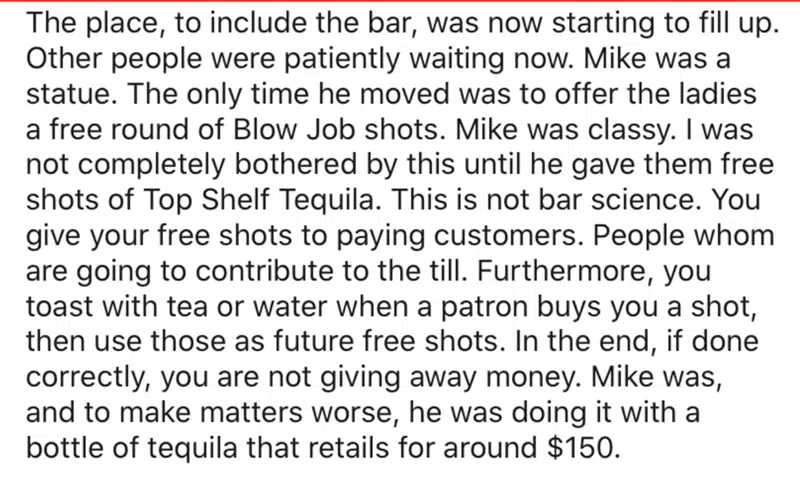 The place, to include the bar, was now starting to fill up.
Other people were patiently waiting now. Mike was a
statue. The only time he moved was to offer the ladies
a free round of Blow Job shots. Mike was classy. I was
not completely bothered by this until he gave them free
shots of Top Shelf Tequila. This is not bar science. You
give your free shots to paying customers. People whom
are going to contribute to the till. Furthermore, you
toast with tea or water when a patron buys you a shot,
then use those as future free shots. In the end, if done
correctly, you are not giving away money. Mike was,
and to make matters worse, he was doing it with a
bottle of tequila that retails for around $150.